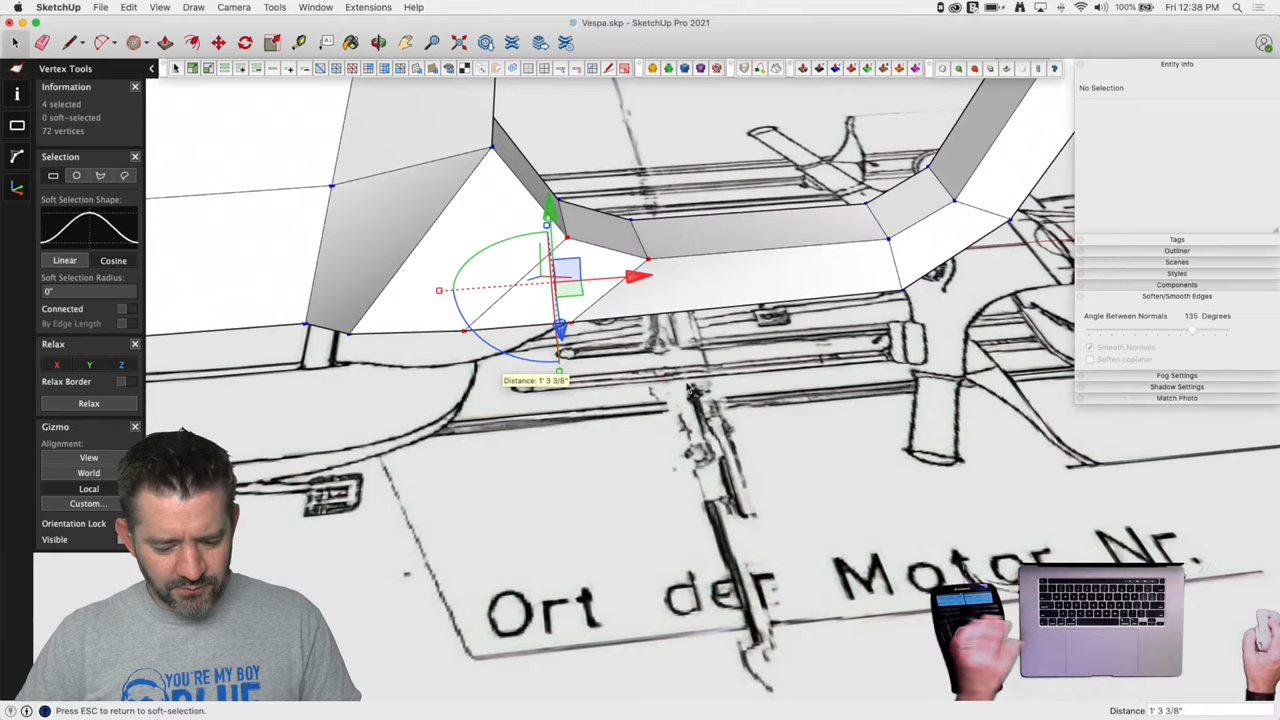 SketchUp File Edit View Draw Camera Tools Window Extensions Help
100% Fri 12:38 PM
Vespa.skp - SketchUp Pro 2021
Vertex Tools
Information
4 selected
0 soft-selected
72 vertices
Selection
Soft Selection Shape:
Linear Cosine
Soft Selection Radius:
0"
Connected
By Edge Length
Relax
X Y Z
Relax Border
Relax
Gizmo
Alignment:
View
World
Local
Custom...
Orientation Lock
Visible
Distance: 1' 3 3/8"
Ort der Motor Nr.
YOU'RE MY BOY
BLUE
Entity Info
No Selection
Tags
Outliner
Scenes
Styles
Components
Soften/Smooth Edges
Angle Between Normals 135 Degrees
Smooth Normals
Soften coplanar
Fog Settings
Shadow Settings
Match Photo
Press ESC to return to soft-selection.
Distance 1' 3 3/8"